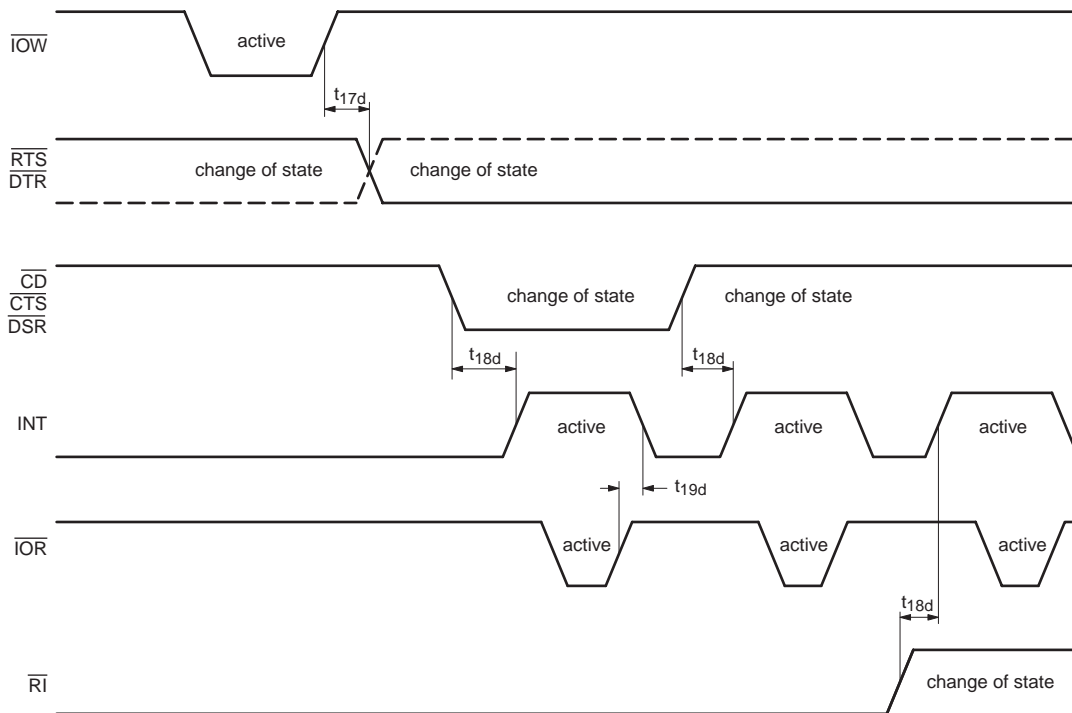 IOW
active
t17d
RTS
DTR
change of state
change of state
CD
CTS
DSR
change of state
change of state
t18d
t18d
INT
active
active
active
t19d
IOR
active
active
active
t18d
RI
change of state